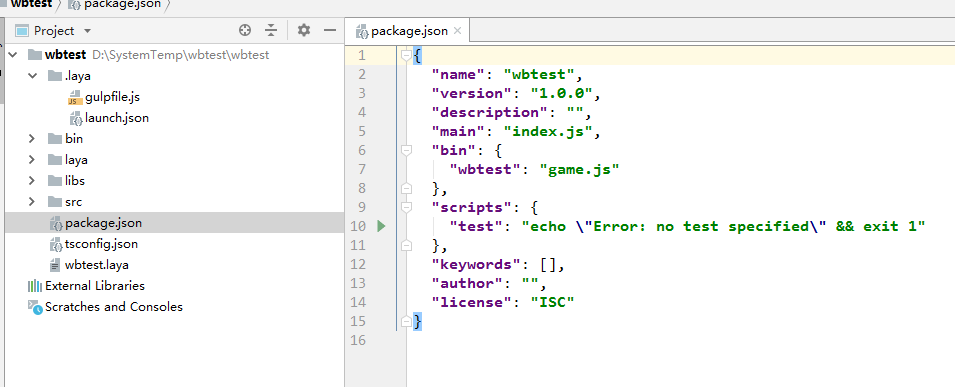 wbtest package.json
Project
wbtest D:\SystemTemp\wbtest\wbtest
.laya
gulpfile.js
launch.json
bin
laya
libs
src
package.json
tsconfig.json
wbtest.laya
External Libraries
Scratches and Consoles
package.json
1 {
2 "name": "wbtest",
3 "version": "1.0.0",
4 "description": "",
5 "main": "index.js",
6 "bin": {
7 "wbtest": "game.js"
8 },
9 "scripts": {
10 "test": "echo \"Error: no test specified\" && exit 1"
11 },
12 "keywords": [],
13 "author": "",
14 "license": "ISC"
15 }
16